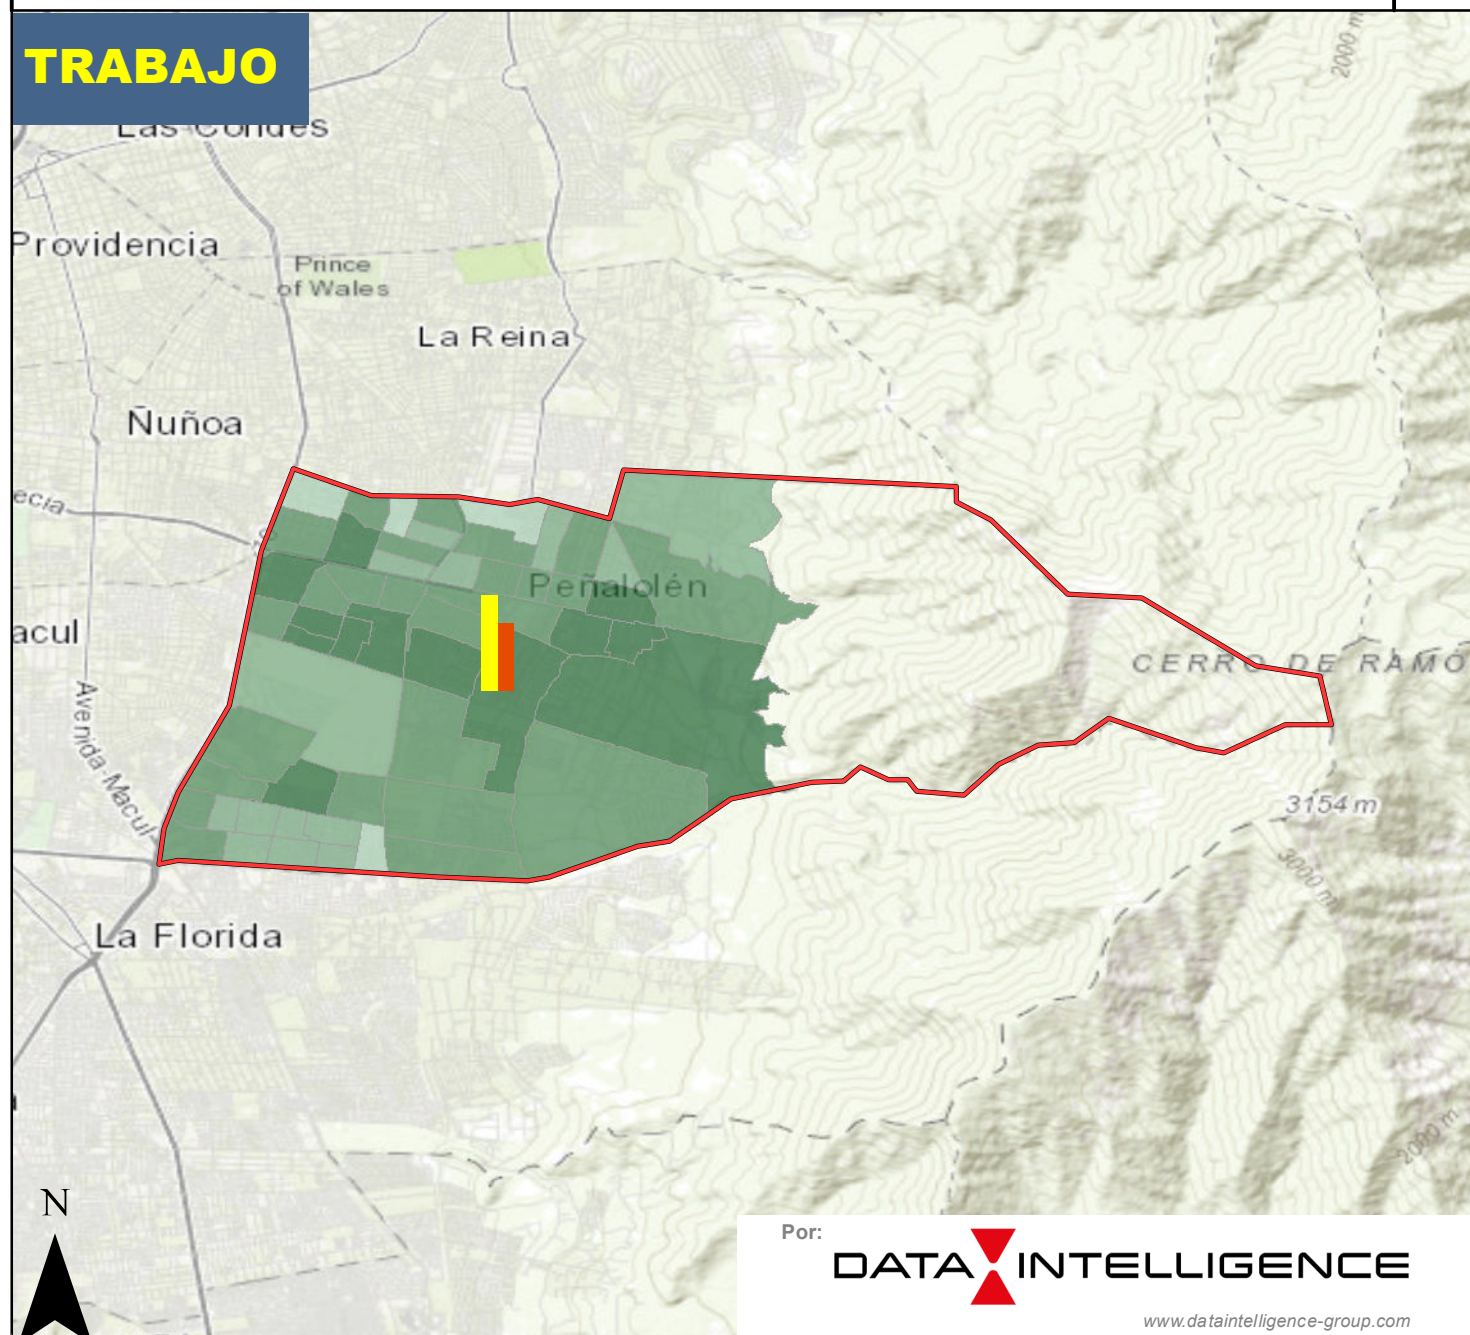 TRABAJO
Las Condes
2000 m
Providencia
Prince
of Wales
La Reina
Ñuñoa
ecia
Peñalolén
acul
CERRO DE RAMÓ
Avenida Macul
3154 m
3000 m
La Florida
2000 m
N
Por:
DATA INTELLIGENCE
www.dataintelligence-group.com